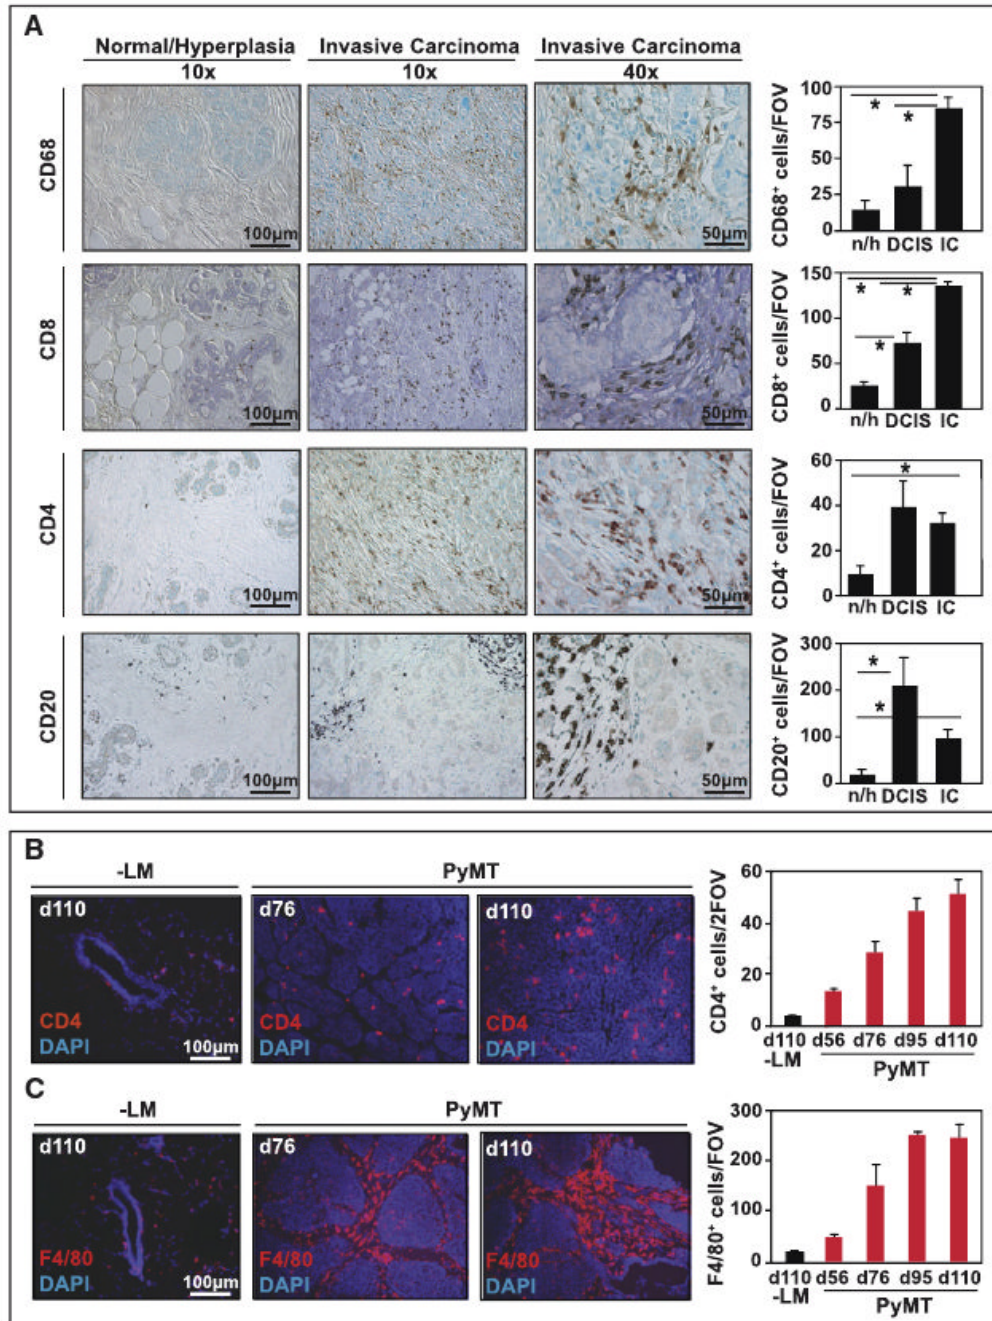 A
Normal/Hyperplasia Invasive Carcinoma Invasive Carcinoma
10x 10x 40x
CD68
100µm
50µm
CD68+ cells/FOV
100
75
50
25
0
* *
n/h DCIS IC
CD8
100µm
50µm
CD8+ cells/FOV
150
100
50
0
* * *
n/h DCIS IC
CD4
100µm
50µm
CD4+ cells/FOV
60
40
20
0
*
n/h DCIS IC
CD20
100µm
50µm
CD20+ cells/FOV
300
200
100
0
* *
n/h DCIS IC
B
-LM PyMT
d110 d76 d110
CD4 CD4 CD4
DAPI DAPI DAPI
100µm
CD4+ cells/2FOV
60
40
20
0
d110 d56 d76 d95 d110
-LM PyMT
C
-LM PyMT
d110 d76 d110
F4/80 F4/80 F4/80
DAPI DAPI DAPI
100µm
F4/80+ cells/FOV
300
200
100
0
d110 d56 d76 d95 d110
-LM PyMT